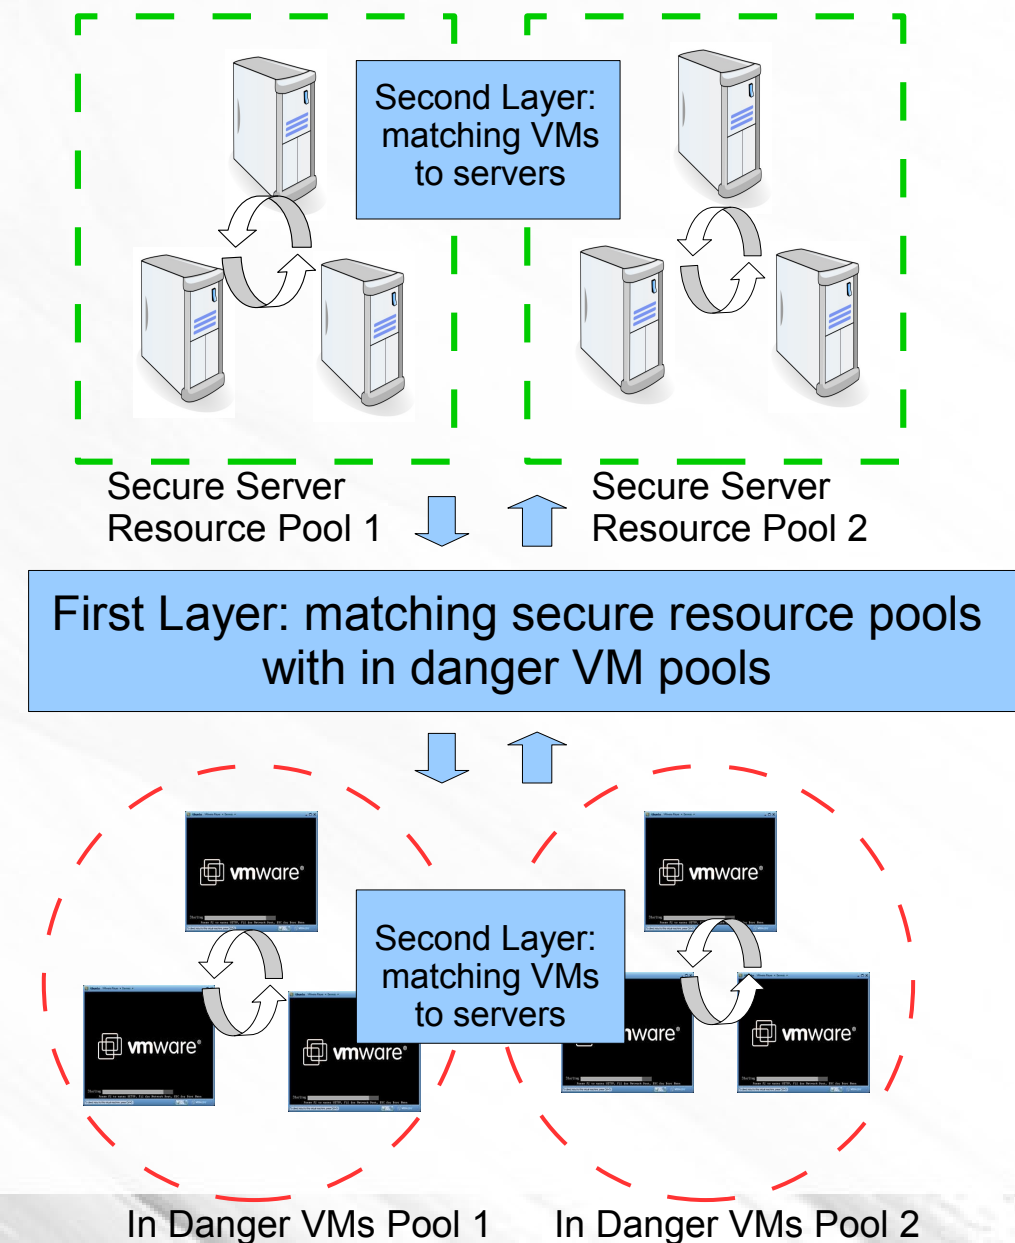 Second Layer:
matching VMs
to servers
Secure Server
Resource Pool 1
Secure Server
Resource Pool 2
First Layer: matching secure resource pools
with in danger VM pools
vmware®
vmware®
Second Layer:
matching VMs
to servers
vmware®
vmware®
mware®
vmware®
In Danger VMs Pool 1
In Danger VMs Pool 2